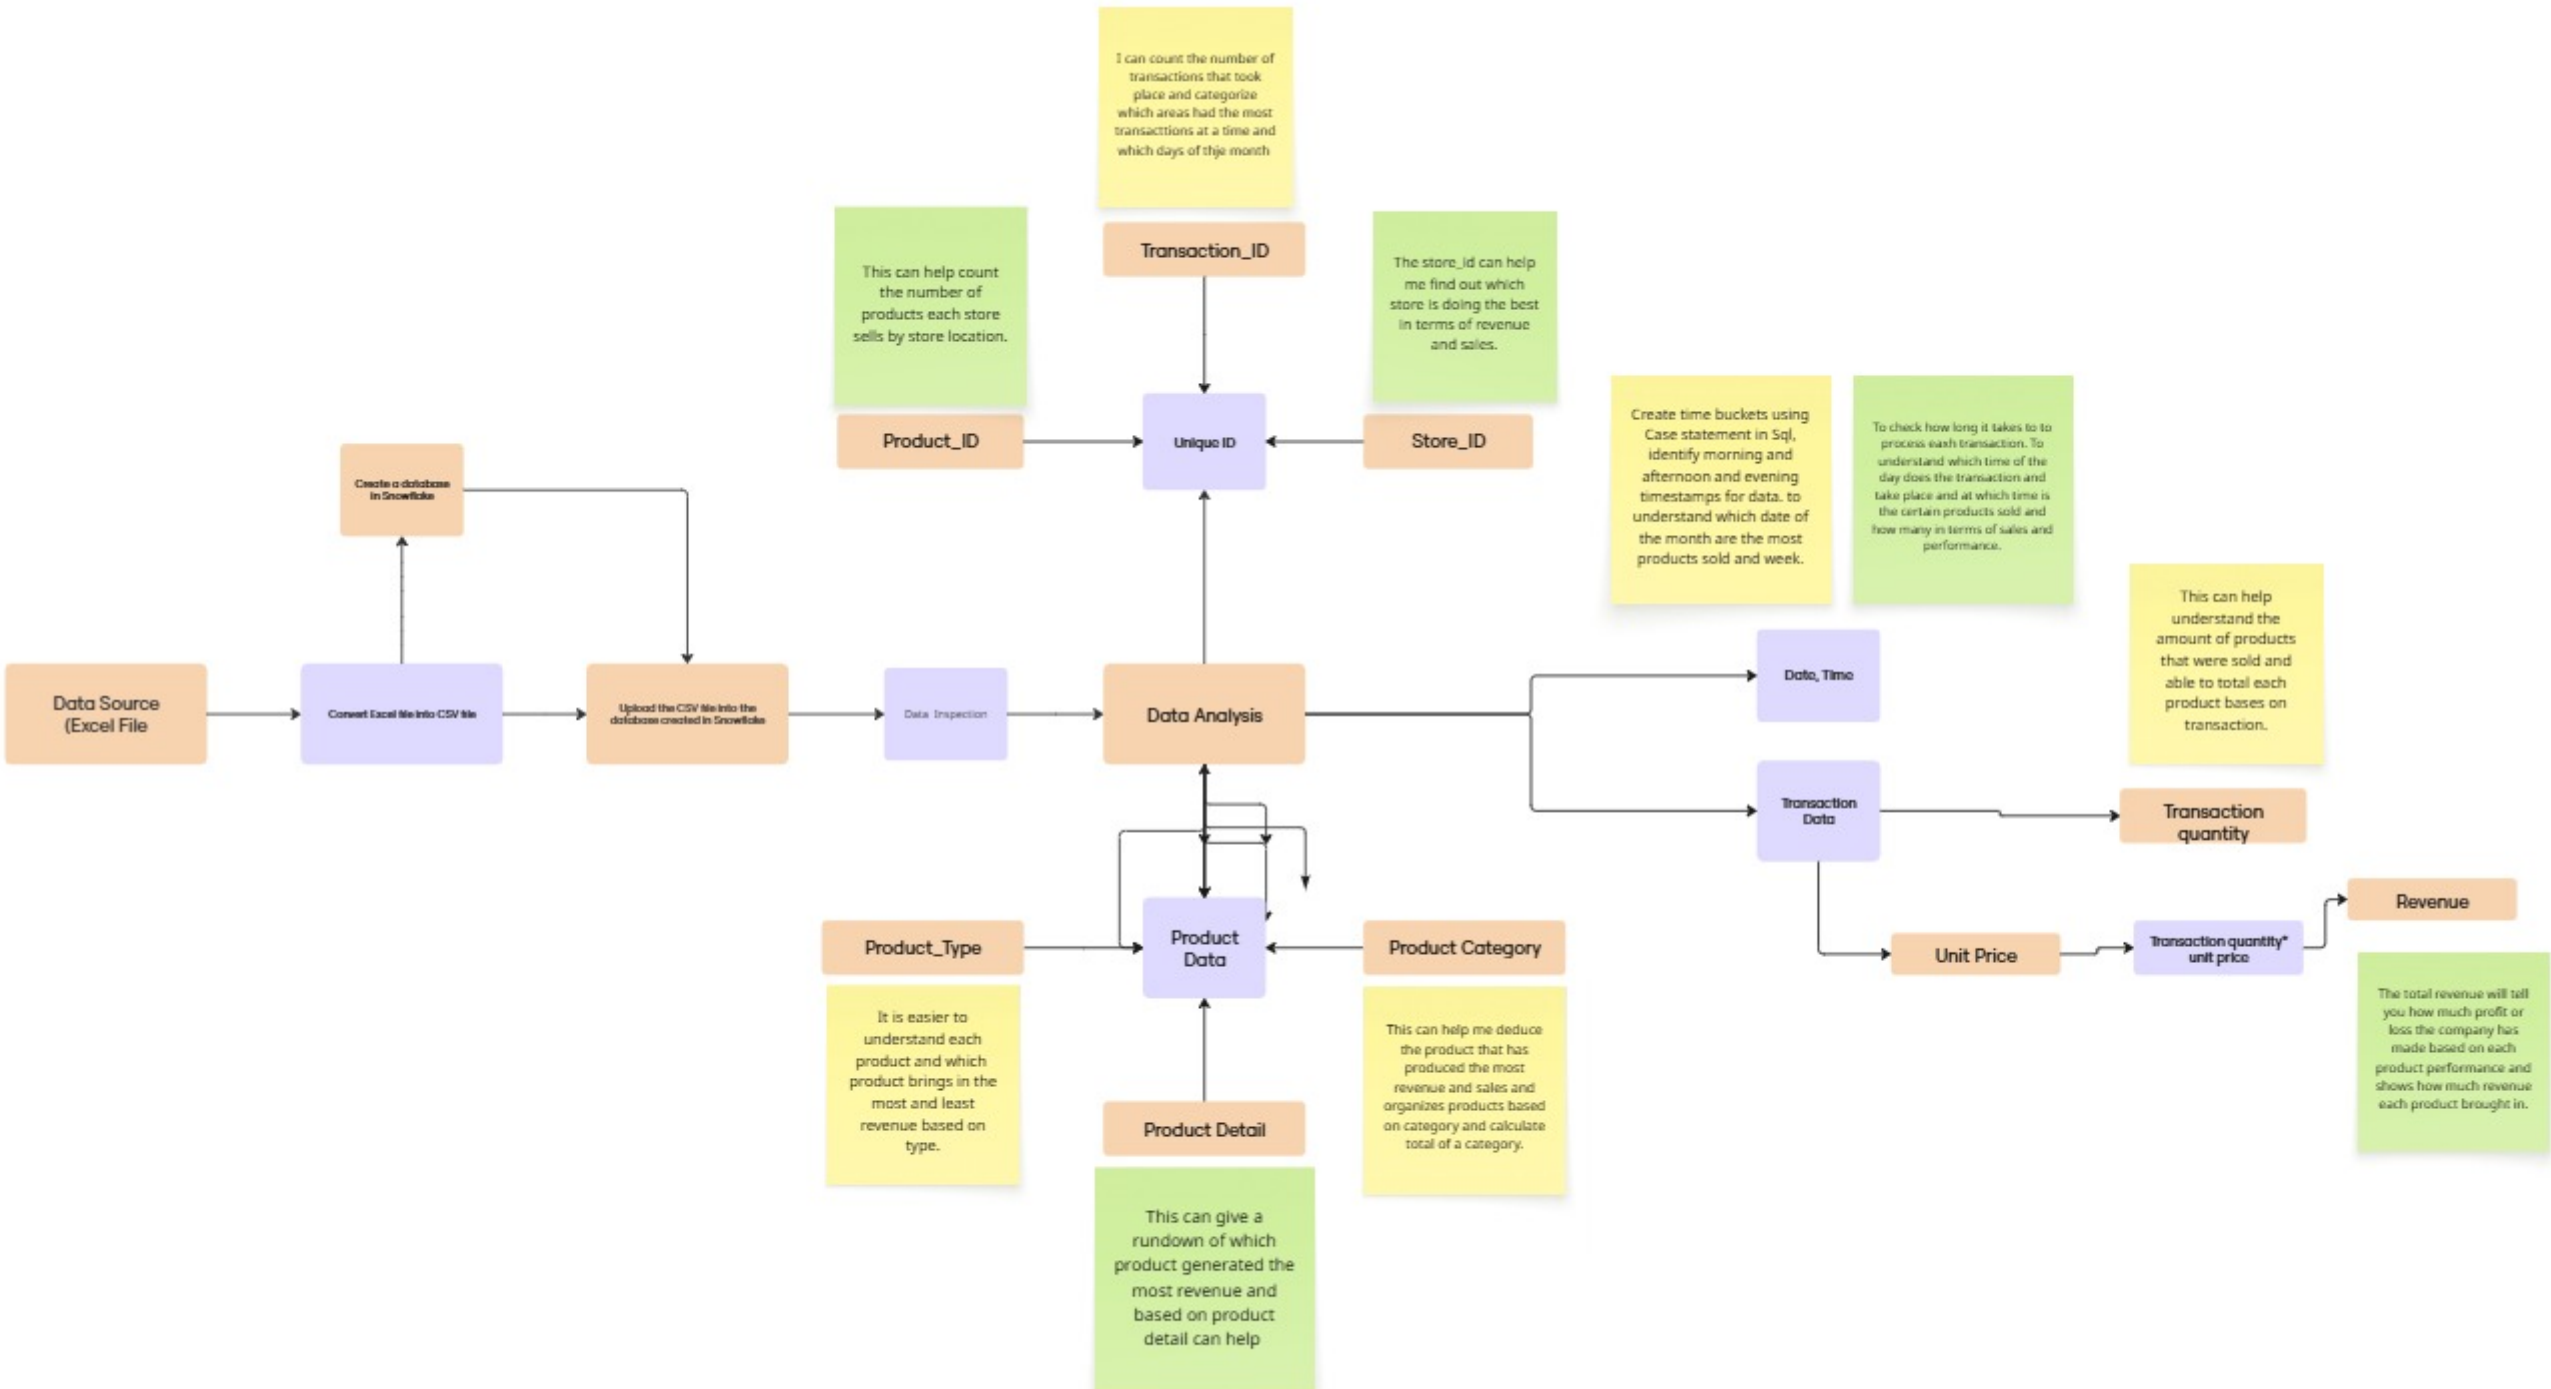 I can count the number of
transactions that took
place and categorize
which areas had the most
transacttions at a time and
which days of thje month
This can help count
the number of
products each store
sells by store location.
Transaction_ID
The store_id can help
me find out which
store is doing the best
in terms of revenue
and sales.
Product_ID
Unique ID
Store_ID
Create time buckets using
Case statement in Sql,
identify morning and
afternoon and evening
timestamps for data. to
understand which date of
the month are the most
products sold and week.
To check how long it takes to to
process eaxh transaction. To
understand which time of the
day does the transaction and
take place and at which time is
the certain products sold and
how many in terms of sales and
performance.
Create a database
in Snowflake
This can help
understand the
amount of products
that were sold and
able to total each
product bases on
transaction.
Data Source
(Excel File
Convert Excel file into CSV file
Upload the CSV file into the
database created in Snowflake
Data Inspection
Data Analysis
Date, Time
Transaction
Data
Transaction
quantity
Revenue
Unit Price
Transaction quantity*
unit price
The total revenue will tell
you how much profit or
loss the company has
made based on each
product performance and
shows how much revenue
each product brought in.
Product_Type
Product
Data
Product Category
It is easier to
understand each
product and which
product brings in the
most and least
revenue based on
type.
This can help me deduce
the product that has
produced the most
revenue and sales and
organizes products based
on category and calculate
total of a category.
Product Detail
This can give a
rundown of which
product generated the
most revenue and
based on product
detail can help